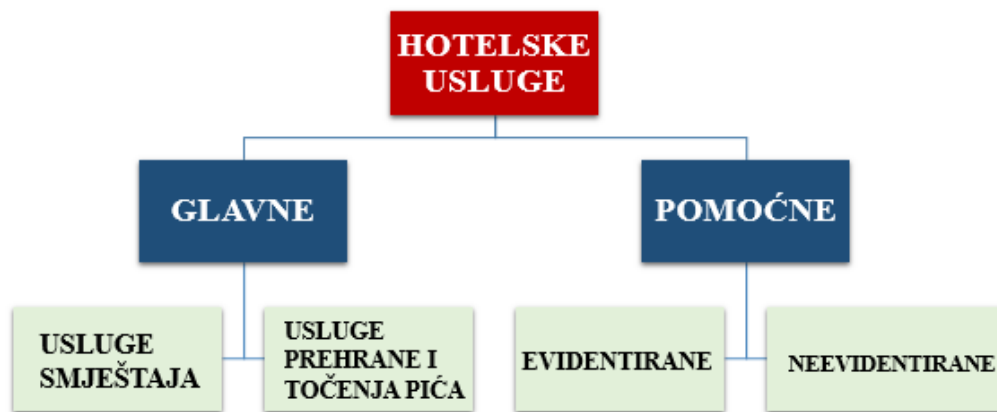 HOTELSKE
USLUGE
GLAVNE
POMOĆNE
USLUGE
SMJEŠTAJA
USLUGE
PREHRANE I
TOČENJA PIĆA
EVIDENTIRANE
NEEVIDENTIRANE